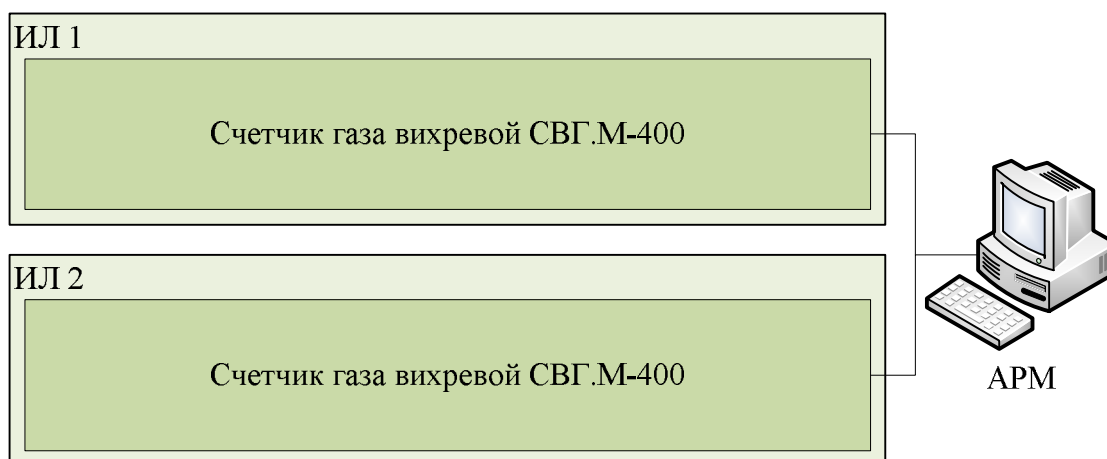 ИЛ 1
Счетчик газа вихревой СВГ.М-400
ИЛ 2
Счетчик газа вихревой СВГ.М-400
АРМ